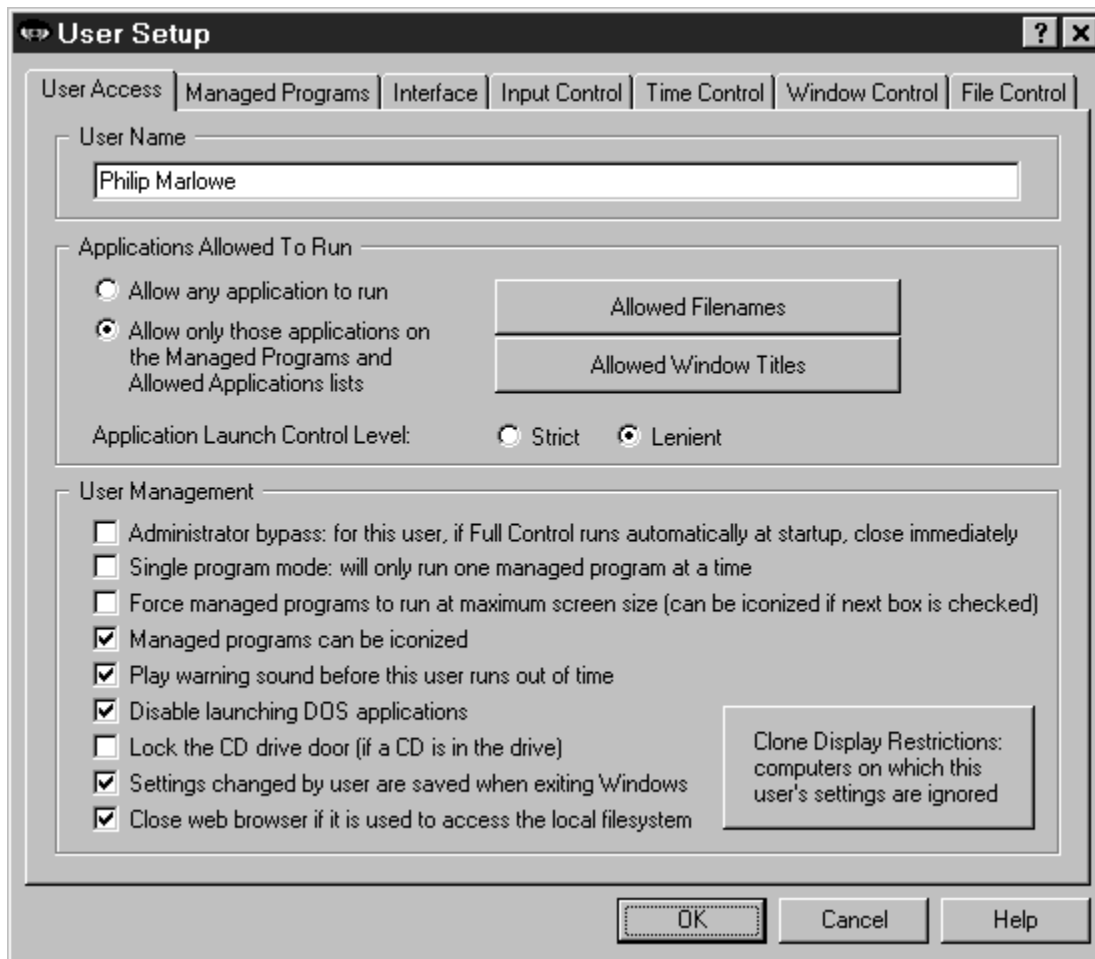 User Setup
User Access
Managed Programs
Interface
Input Control
Time Control
Window Control
File Control
User Name
Philip Marlowe
Applications Allowed To Run
Allow any application to run
Allow only those applications on
the Managed Programs and
Allowed Applications lists
Allowed Filenames
Allowed Window Titles
Application Launch Control Level:
Strict
Lenient
User Management
Administrator bypass: for this user, if Full Control runs automatically at startup, close immediately
Single program mode: will only run one managed program at a time
Force managed programs to run at maximum screen size (can be iconized if next box is checked)
Managed programs can be iconized
Play warning sound before this user runs out of time
Disable launching DOS applications
Lock the CD drive door (if a CD is in the drive)
Settings changed by user are saved when exiting Windows
Close web browser if it is used to access the local filesystem
Clone Display Restrictions:
computers on which this
user's settings are ignored
OK
Cancel
Help